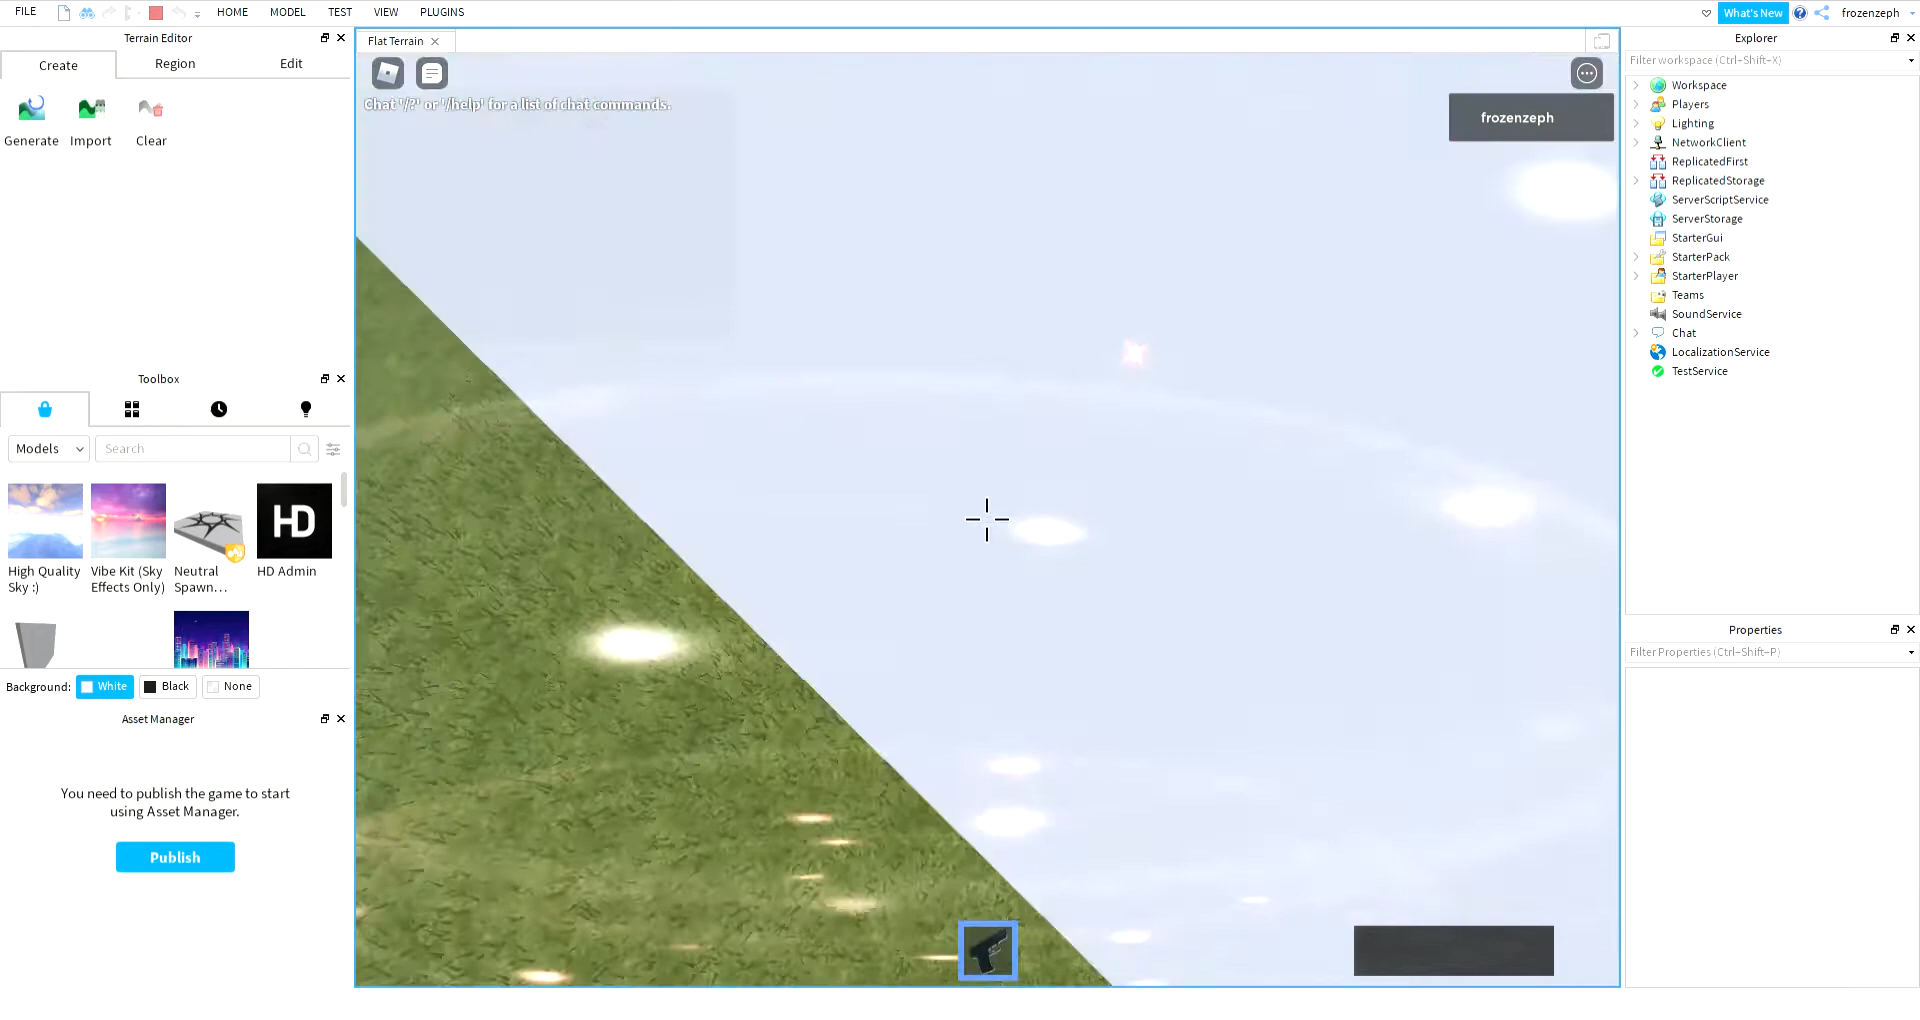 FILE
HOME
MODEL
TEST
VIEW
PLUGINS
What's New
frozenzeph
Terrain Editor
Create
Region
Edit
Generate
Import
Clear
Toolbox
Models
Search
High Quality
Sky :)
Vibe Kit (Sky
Effects Only)
Neutral
Spawn...
HD
HD Admin
Background:
White
Black
None
Asset Manager
You need to publish the game to start
using Asset Manager.
Publish
Flat Terrain
Chat '/?' or '/help' for a list of chat commands.
frozenzeph
Explorer
Filter workspace (Ctrl+Shift+X)
Workspace
Players
Lighting
NetworkClient
ReplicatedFirst
ReplicatedStorage
ServerScriptService
ServerStorage
StarterGui
StarterPack
StarterPlayer
Teams
SoundService
Chat
LocalizationService
TestService
Properties
Filter Properties (Ctrl+Shift+P)